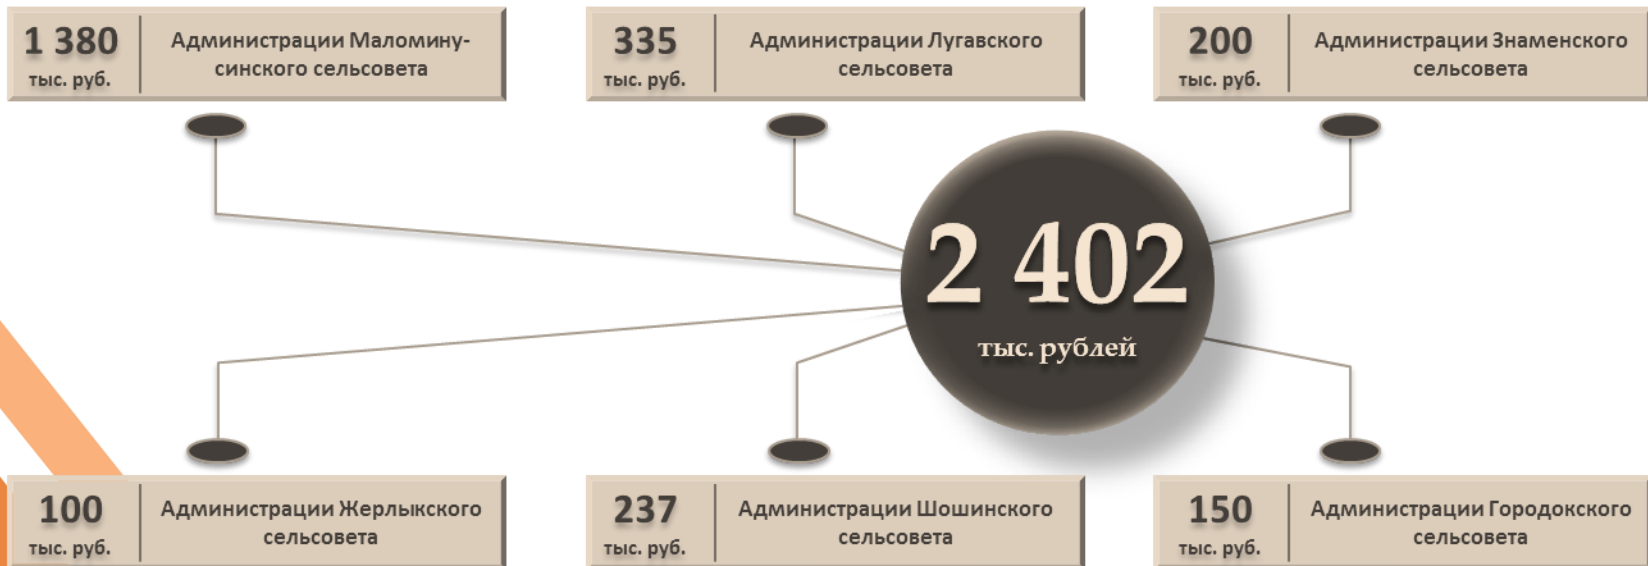 1 380
тыс. руб.
Администрации Маломину-
синского сельсовета
335
тыс. руб.
Администрации Лугавского
сельсовета
200
тыс. руб.
Администрации Знаменского
сельсовета
2 402
тыс. рублей
100
тыс. руб.
Администрации Жерлыкского
сельсовета
237
тыс. руб.
Администрации Шошинского
сельсовета
150
тыс. руб.
Администрации Городокского
сельсовета